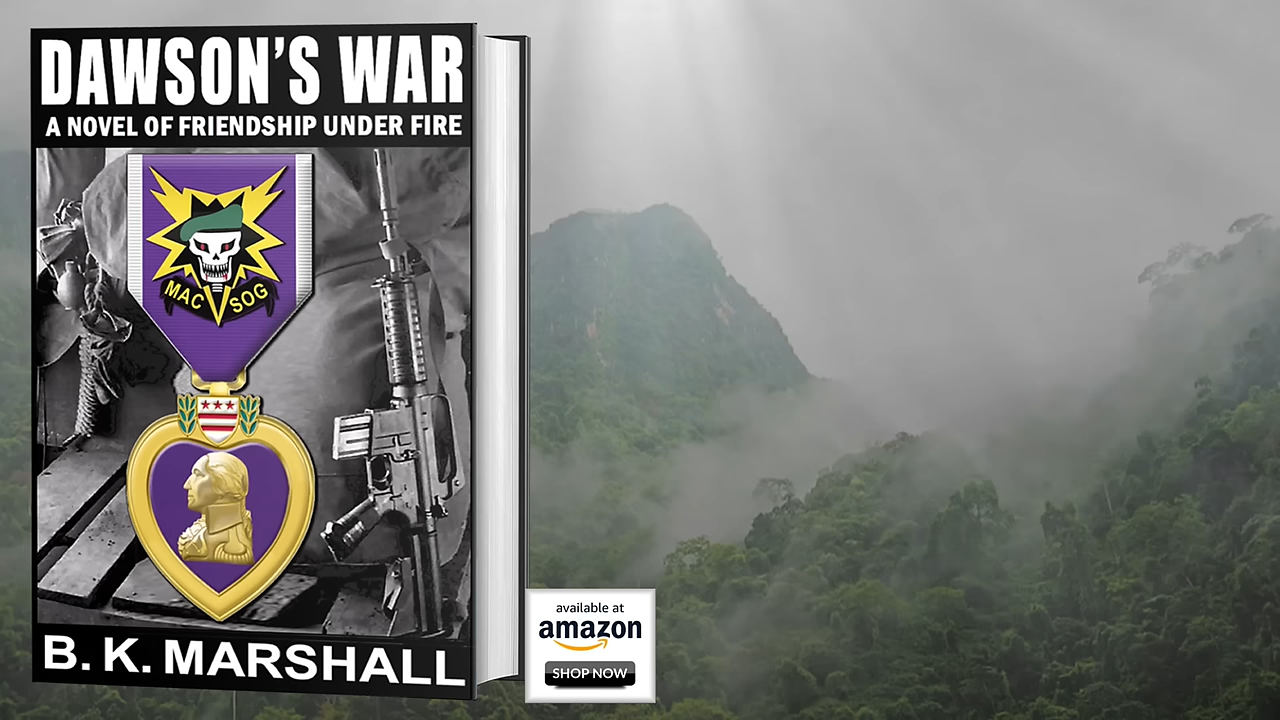 DAWSON'S WAR
A NOVEL OF FRIENDSHIP UNDER FIRE
MAC SOG
B. K. MARSHALL
available at
amazon
SHOP NOW